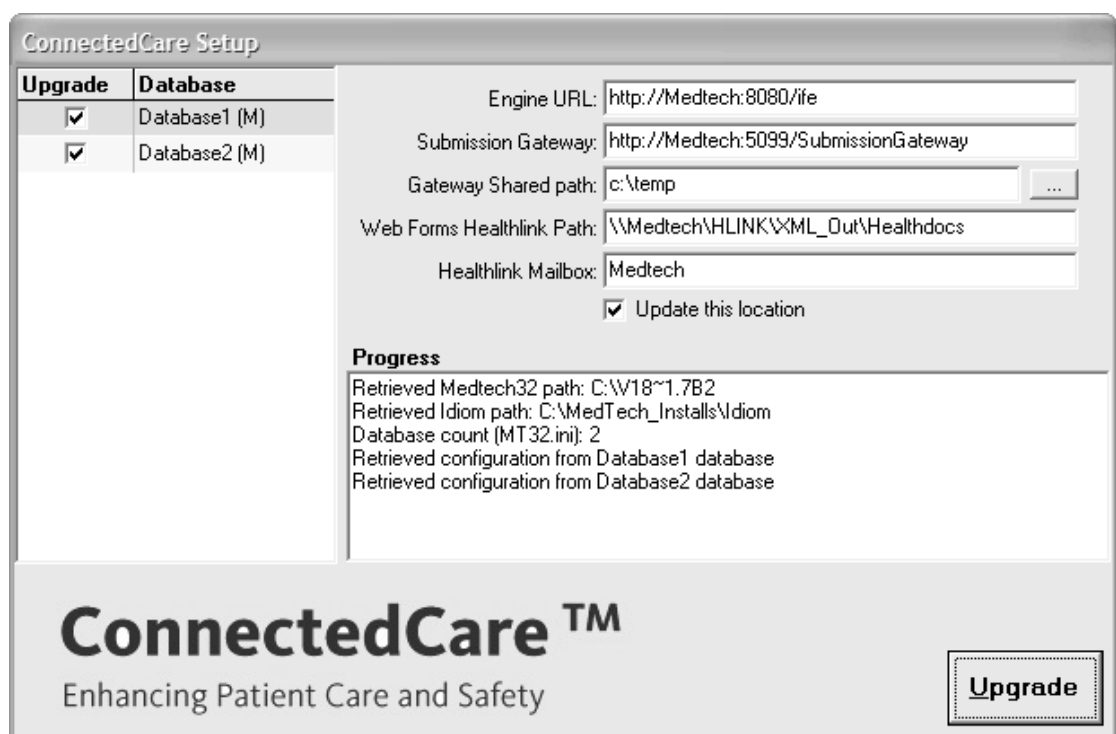 ConnectedCare Setup
Upgrade Database
Database1 (M)
Database2 (M)
Engine URL: http://Medtech:8080/ife
Submission Gateway: http://Medtech:5099/SubmissionGateway
Gateway Shared path: c:\temp ...
Web Forms Healthlink Path: \\Medtech\HLINK\XML_Out\Healthdocs
Healthlink Mailbox: Medtech
Update this location
Progress
Retrieved Medtech32 path: C:\V18~1.7B2
Retrieved Idiom path: C:\MedTech_Installs\Idiom
Database count (MT32.ini): 2
Retrieved configuration from Database1 database
Retrieved configuration from Database2 database
ConnectedCare™
Enhancing Patient Care and Safety
Upgrade